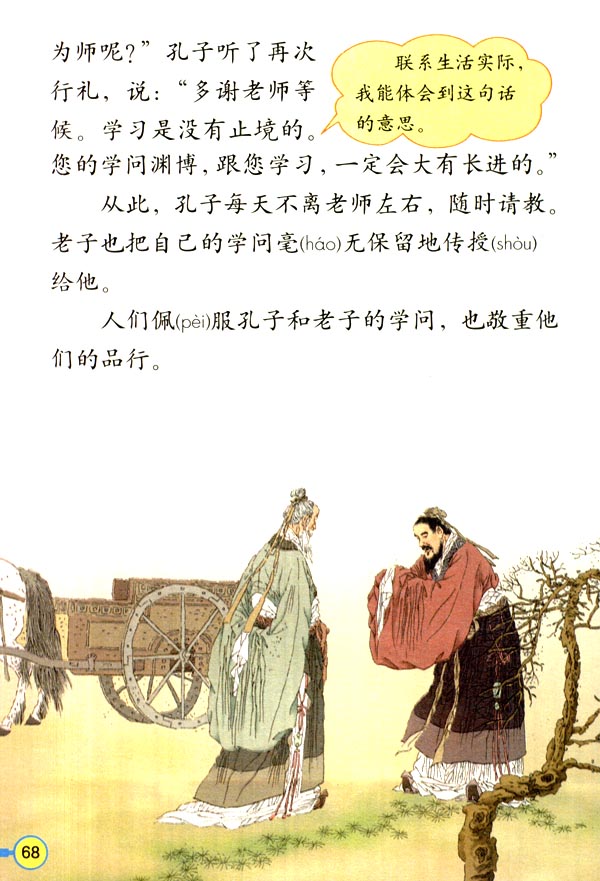 为师呢？”孔子听了再次
行礼，说：“多谢老师等
候。学习是没有止境的。
您的学问渊博，跟您学习，一定会大有长进的。”
联系生活实际，
我能体会到这句话
的意思。
从此，孔子每天不离老师左右，随时请教。
老子也把自己的学问毫(háo)无保留地传授(shòu)
给他。
人们佩(pèi)服孔子和老子的学问，也敬重他
们的品行。
68